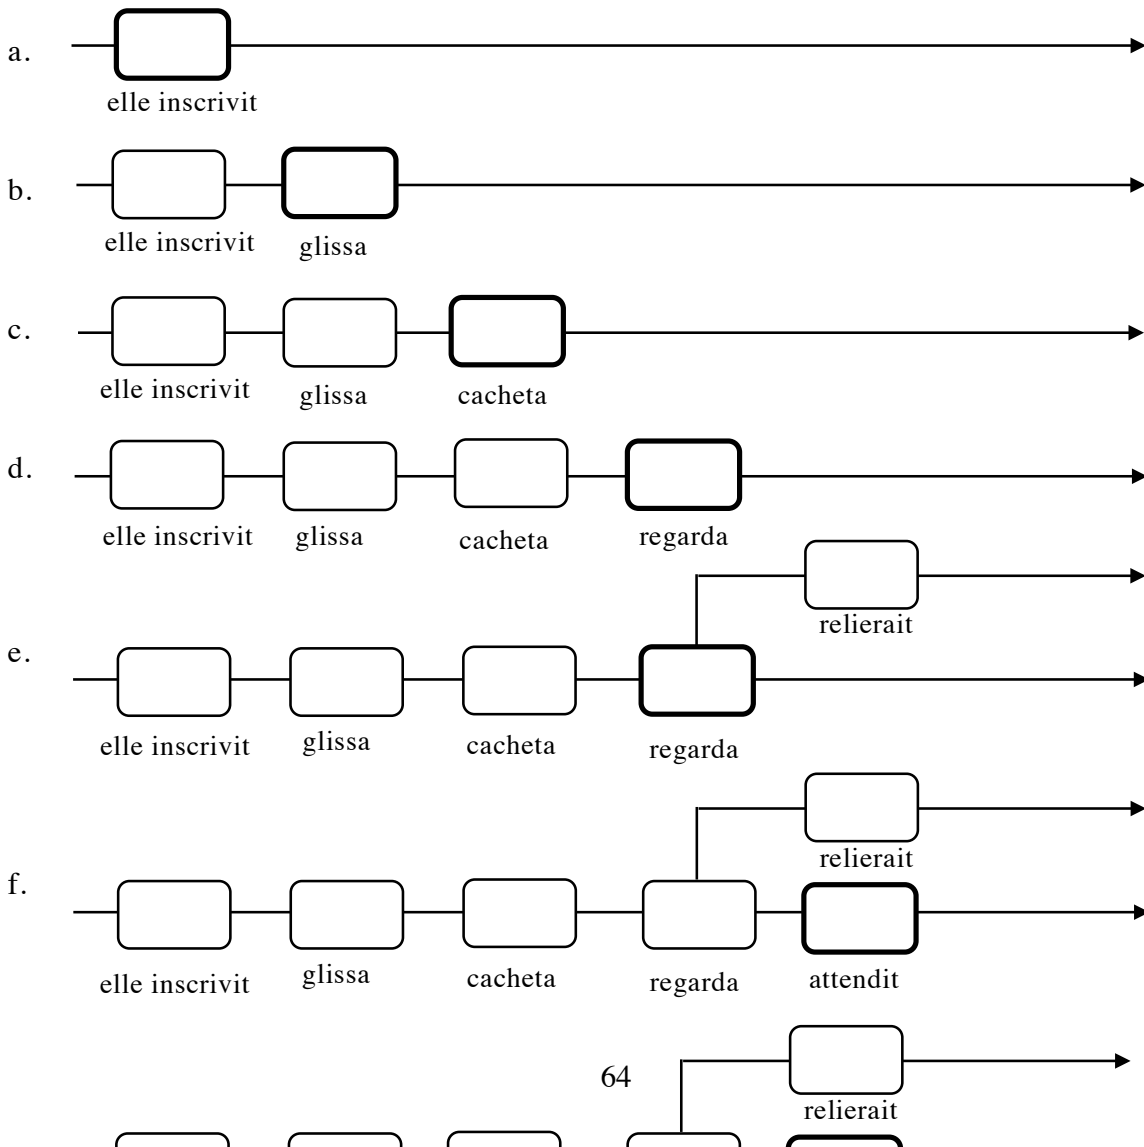 a.
elle inscrivit
b.
elle inscrivit glissa
c.
elle inscrivit glissa cacheta
d.
elle inscrivit glissa cacheta regarda
relierait
e.
elle inscrivit glissa cacheta regarda
relierait
f.
elle inscrivit glissa cacheta regarda attendit
64
relierait